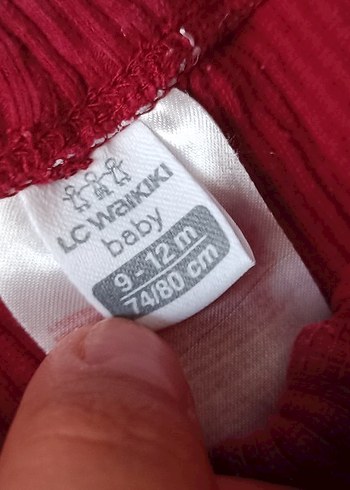 LC WAIKIKI
baby
9 - 12 m
74/80 cm